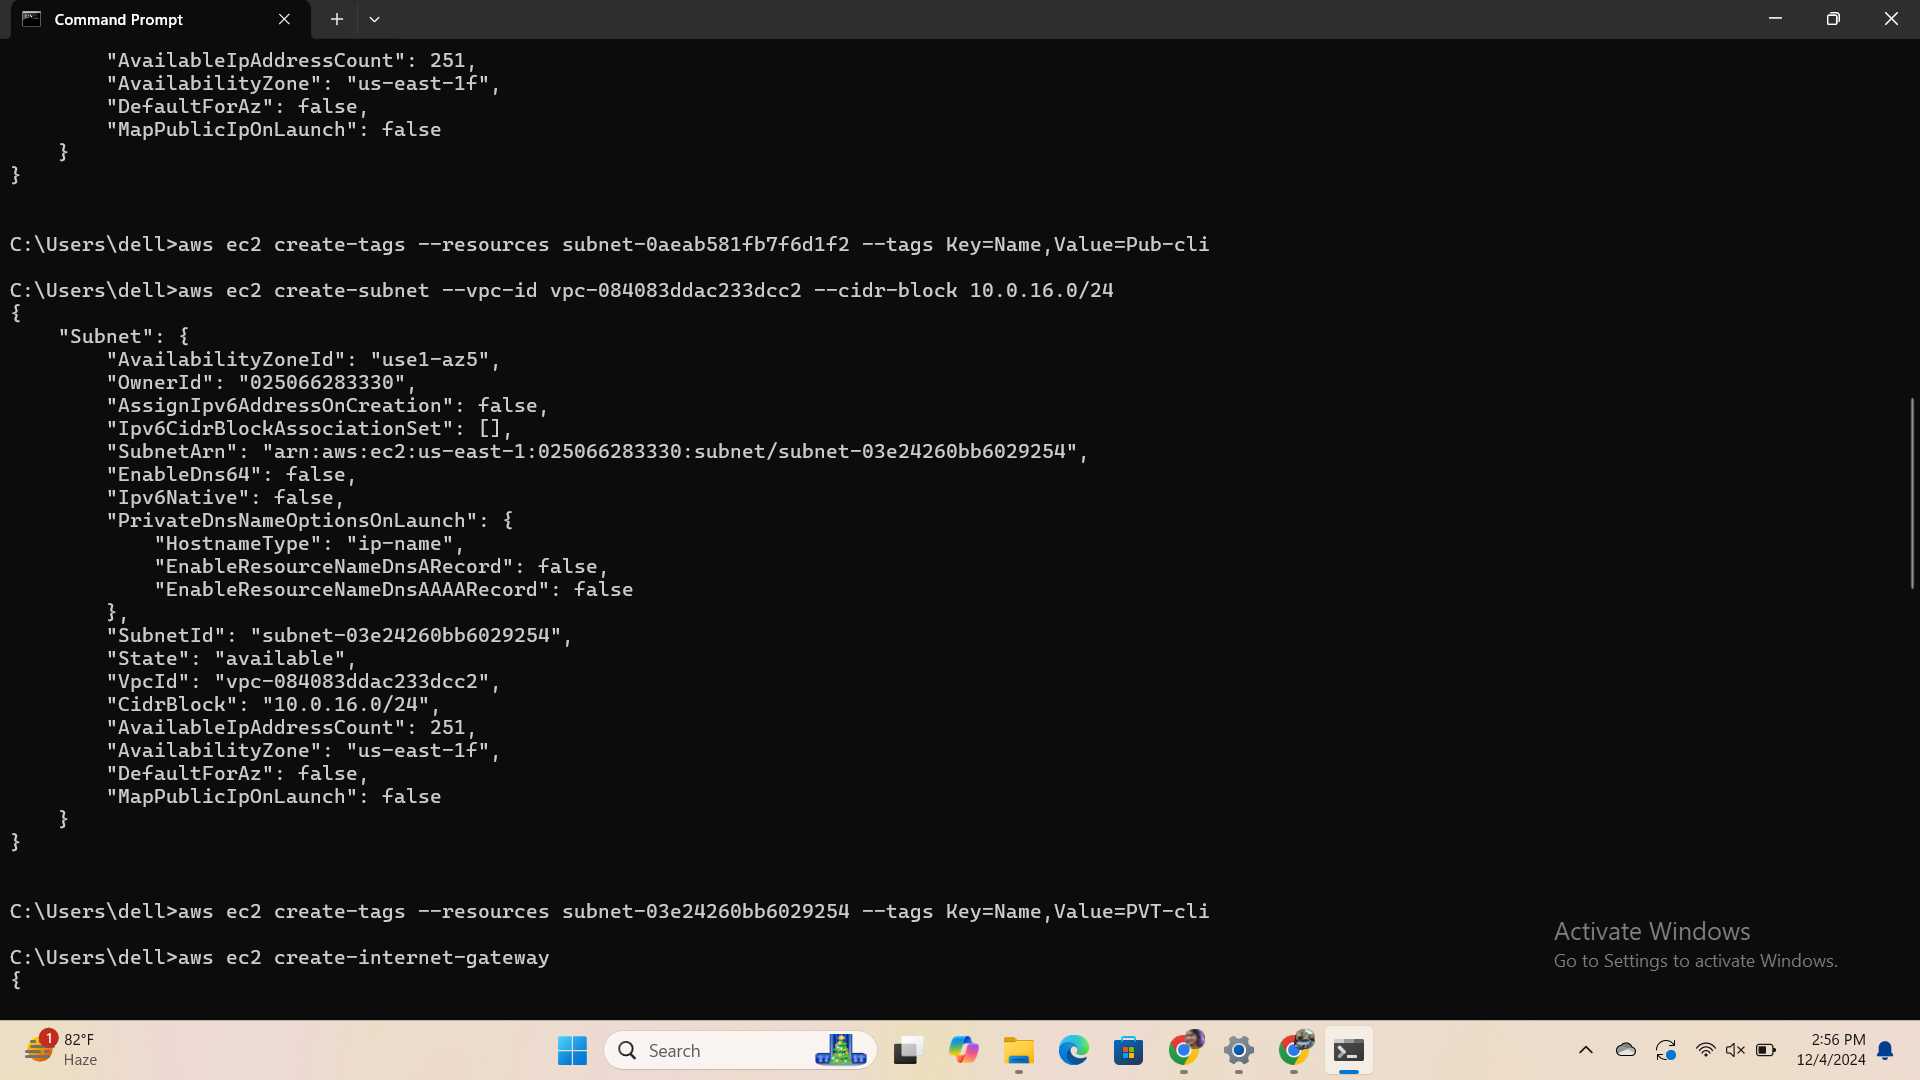 Command Prompt
        "AvailableIpAddressCount": 251,
        "AvailabilityZone": "us-east-1f",
        "DefaultForAz": false,
        "MapPublicIpOnLaunch": false
    }
}
C:\Users\dell>aws ec2 create-tags --resources subnet-0aeab581fb7f6d1f2 --tags Key=Name,Value=Pub-cli
C:\Users\dell>aws ec2 create-subnet --vpc-id vpc-084083ddac233dcc2 --cidr-block 10.0.16.0/24
{
    "Subnet": {
        "AvailabilityZoneId": "use1-az5",
        "OwnerId": "025066283330",
        "AssignIpv6AddressOnCreation": false,
        "Ipv6CidrBlockAssociationSet": [],
        "SubnetArn": "arn:aws:ec2:us-east-1:025066283330:subnet/subnet-03e24260bb6029254",
        "EnableDns64": false,
        "Ipv6Native": false,
        "PrivateDnsNameOptionsOnLaunch": {
            "HostnameType": "ip-name",
            "EnableResourceNameDnsARecord": false,
            "EnableResourceNameDnsAAAARecord": false
        },
        "SubnetId": "subnet-03e24260bb6029254",
        "State": "available",
        "VpcId": "vpc-084083ddac233dcc2",
        "CidrBlock": "10.0.16.0/24",
        "AvailableIpAddressCount": 251,
        "AvailabilityZone": "us-east-1f",
        "DefaultForAz": false,
        "MapPublicIpOnLaunch": false
    }
}
C:\Users\dell>aws ec2 create-tags --resources subnet-03e24260bb6029254 --tags Key=Name,Value=PVT-cli
C:\Users\dell>aws ec2 create-internet-gateway
{
Activate Windows
Go to Settings to activate Windows.
1
82°F
Haze
Search
2:56 PM
12/4/2024